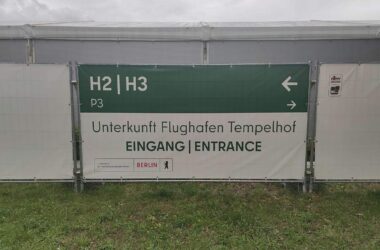 H2 | H3 ←
P3 →
Unterkunft Flughafen Tempelhof
EINGANG | ENTRANCE
BERLIN